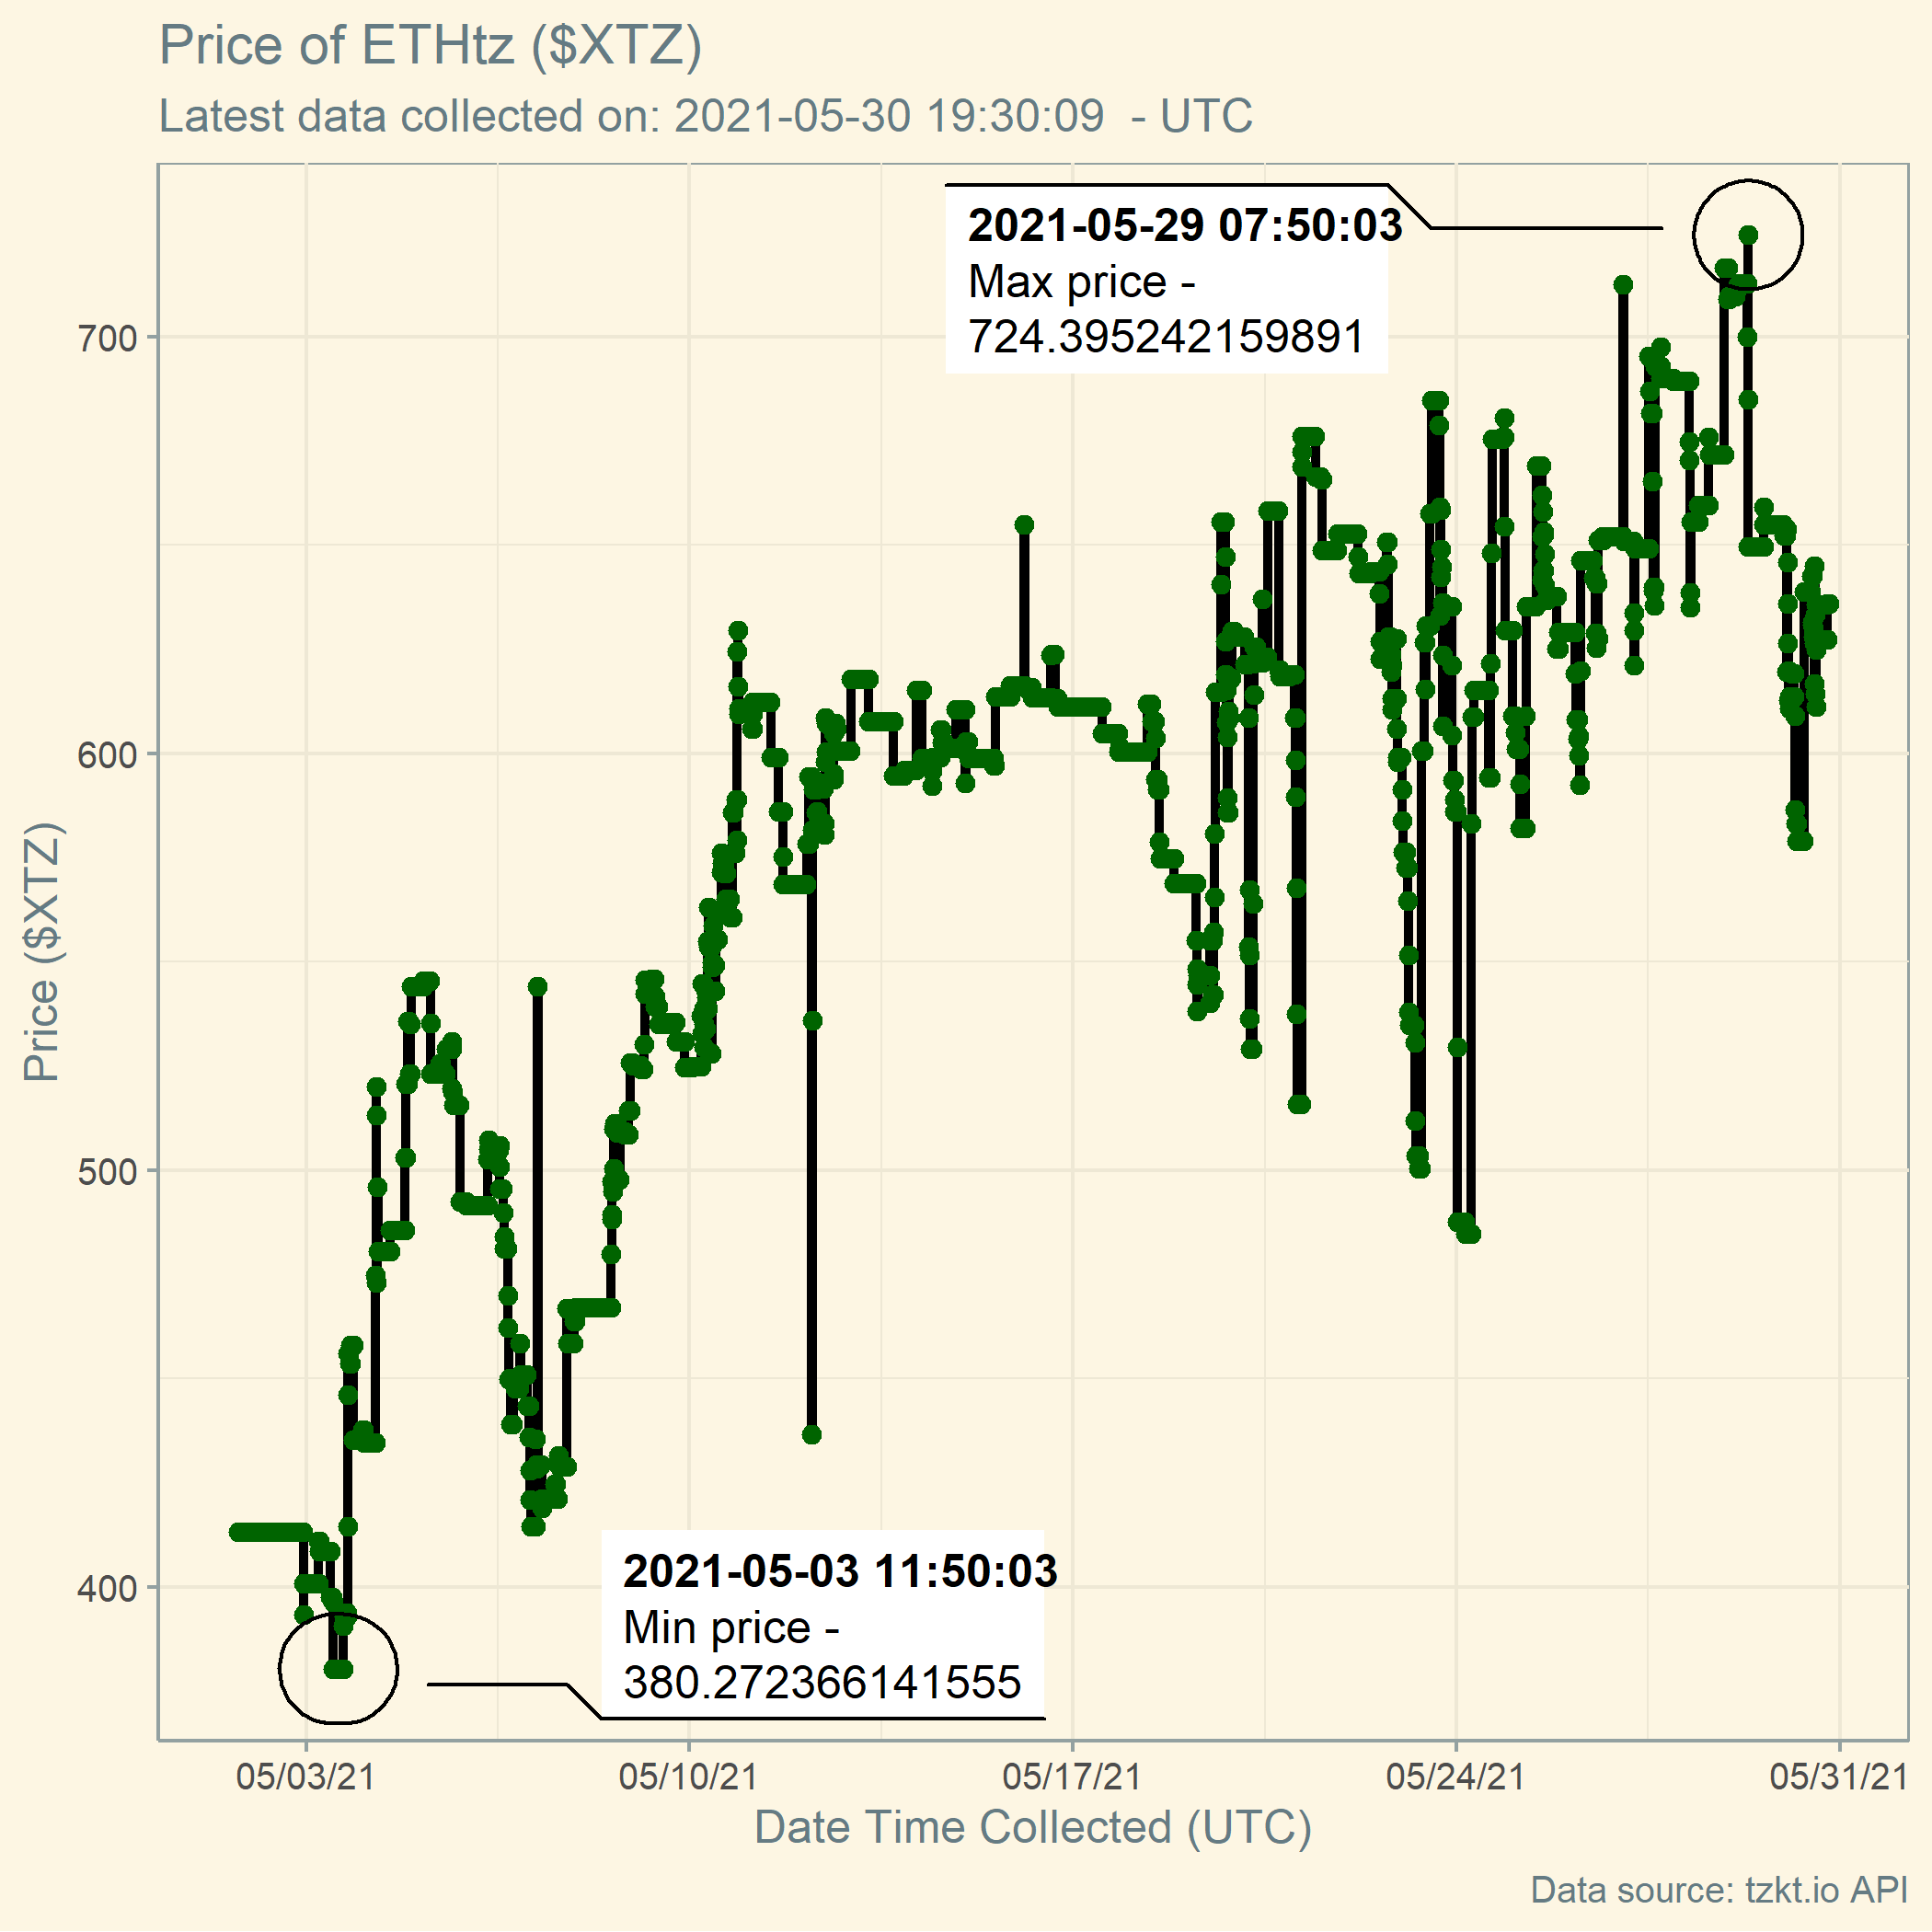 Price of ETHtz ($XTZ)
Latest data collected on: 2021-05-30 19:30:09  - UTC
2021-05-29 07:50:03
Max price -
724.395242159891
700
600
500
400
Price ($XTZ)
2021-05-03 11:50:03
Min price -
380.272366141555
05/03/21
05/10/21
05/17/21
05/24/21
05/31/21
Date Time Collected (UTC)
Data source: tzkt.io API